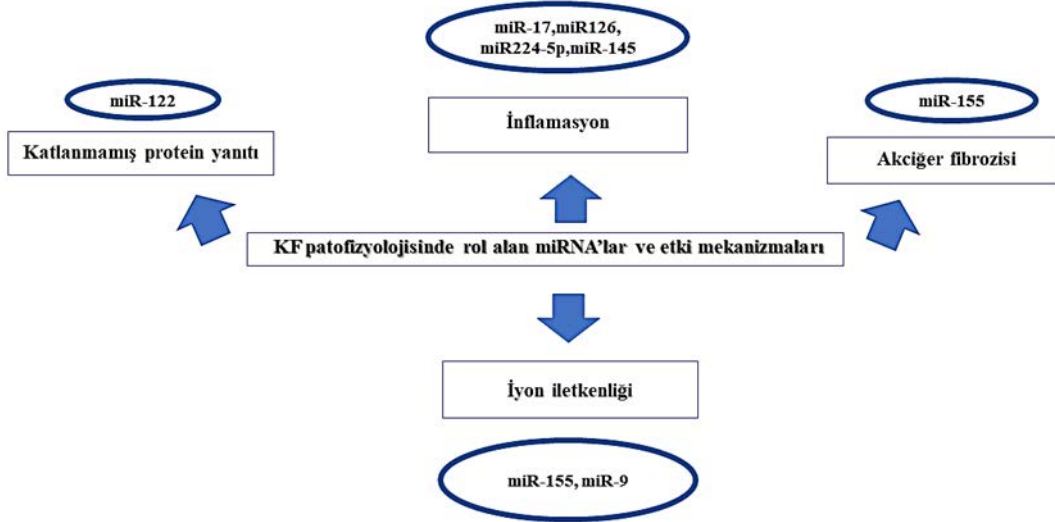 miR-17,miR126,
miR224-5p,miR-145
miR-122
miR-155
İnflamasyon
Katlanmamış protein yanıtı
Akciğer fibrozisi
KF patofizyolojisinde rol alan miRNA'lar ve etki mekanizmaları
İyon iletkenliği
miR-155, miR-9